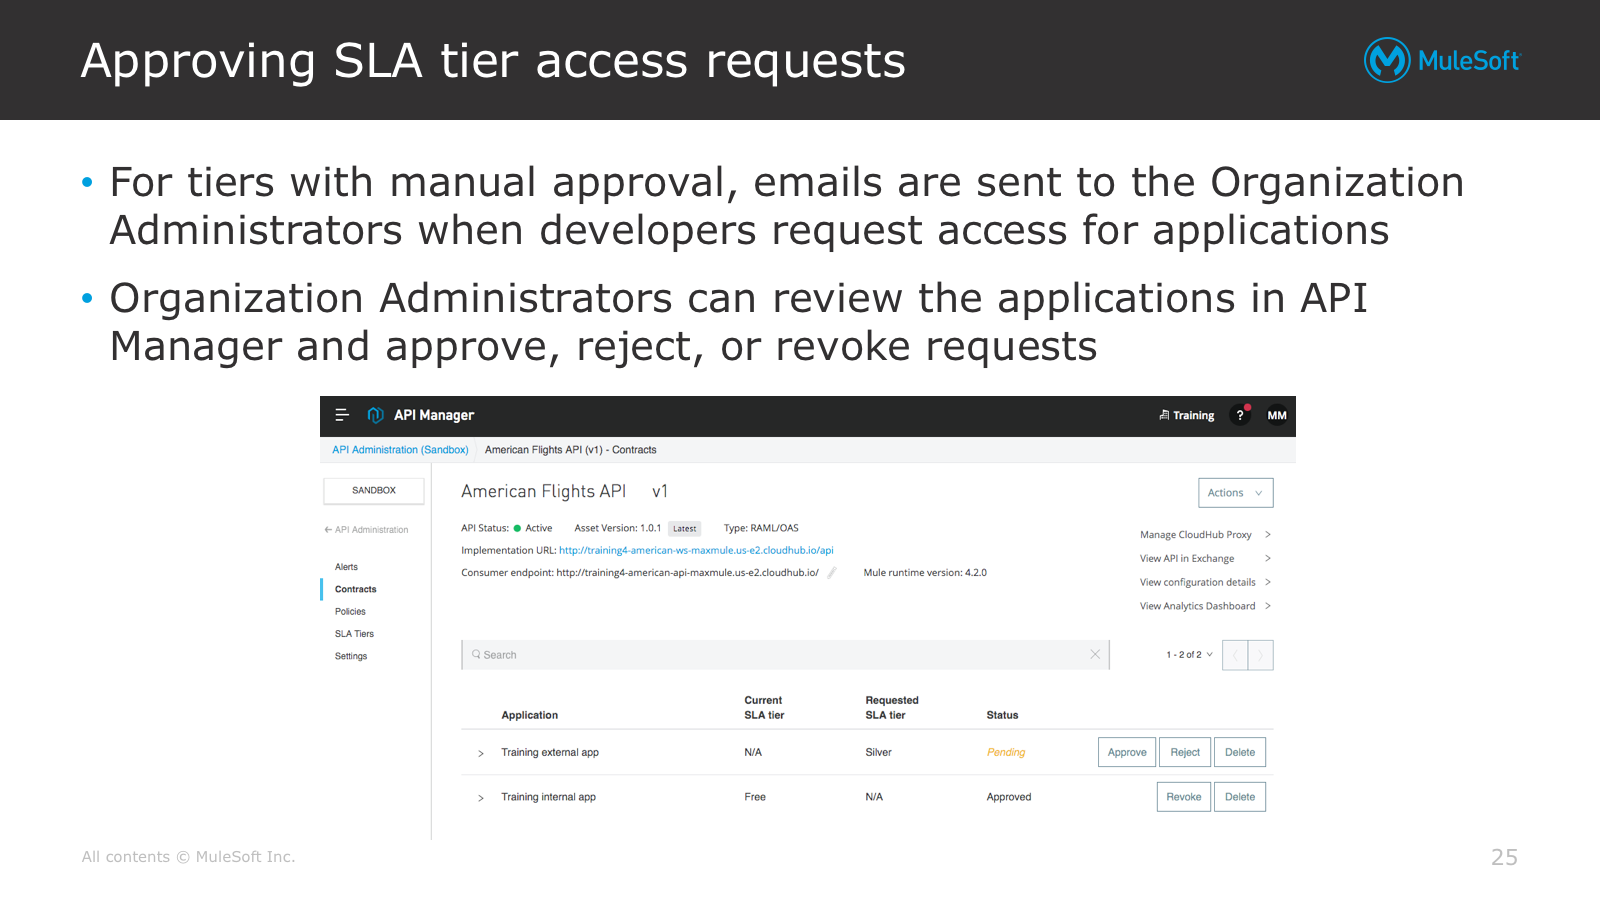 Approving SLA tier access requests
MuleSoft
• For tiers with manual approval, emails are sent to the Organization
Administrators when developers request access for applications
• Organization Administrators can review the applications in API
Manager and approve, reject, or revoke requests
API Manager
Training ? MM
API Administration (Sandbox) American Flights API (v1) - Contracts
SANDBOX
← API Administration
Alerts
Contracts
Policies
SLA Tiers
Settings
American Flights API v1
Actions
API Status: Active Asset Version: 1.0.1 Latest Type: RAML/OAS
Implementation URL: http://training4-american-ws-maxmule.us-e2.cloudhub.io/api
Consumer endpoint: http://training4-american-api-maxmule.us-e2.cloudhub.io/ Mule runtime version: 4.2.0
Manage CloudHub Proxy >
View API in Exchange >
View configuration details >
View Analytics Dashboard >
Search
1 - 2 of 2
Application Current SLA tier Requested SLA tier Status
> Training external app N/A Silver Pending Approve Reject Delete
> Training internal app Free N/A Approved Revoke Delete
All contents © MuleSoft Inc.
25